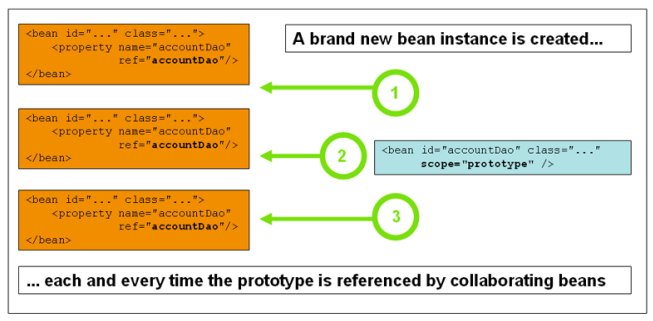 <bean id="..." class="...">
<property name="accountDao"
ref="accountDao"/>
</bean>
A brand new bean instance is created...
1
<bean id="..." class="...">
<property name="accountDao"
ref="accountDao"/>
</bean>
2
<bean id="accountDao" class="..."
scope="prototype" />
<bean id="..." class="...">
<property name="accountDao"
ref="accountDao"/>
</bean>
3
... each and every time the prototype is referenced by collaborating beans